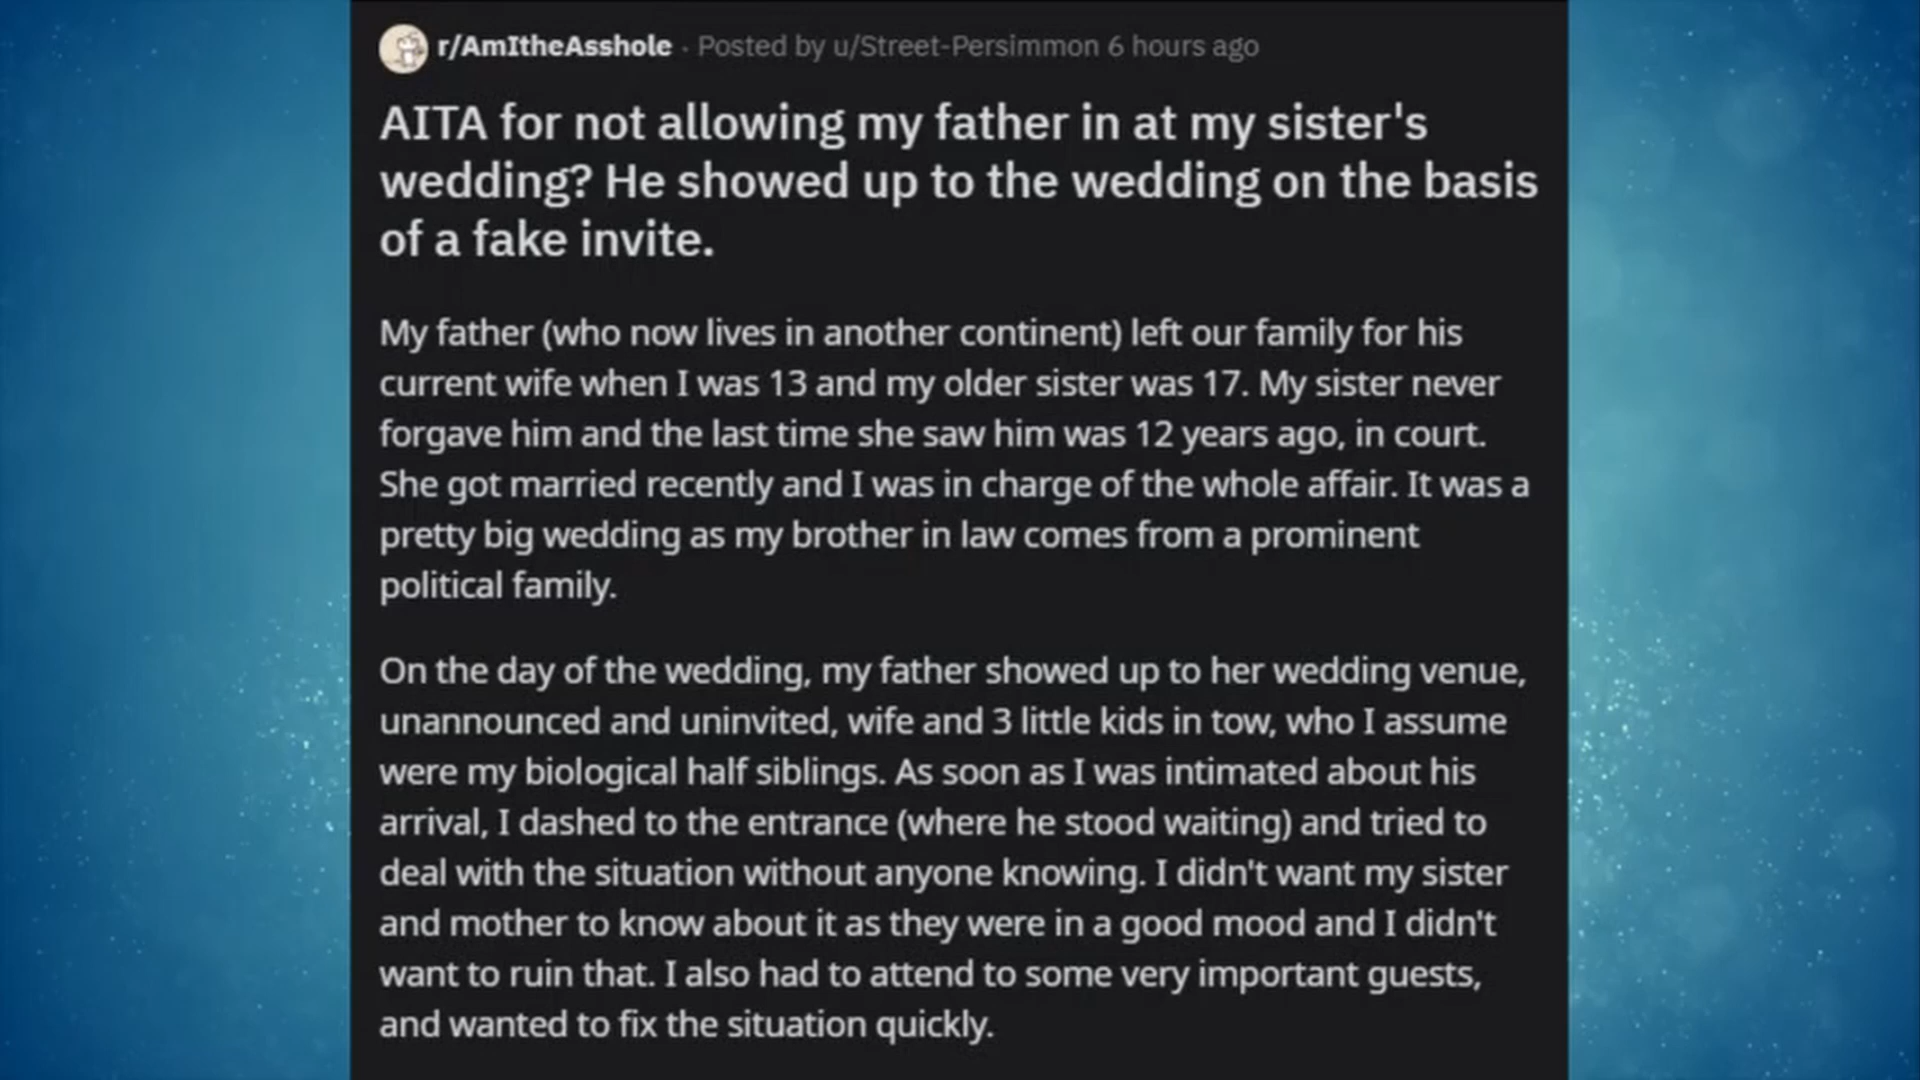 r/AmItheAsshole · Posted by u/Street-Persimmon 6 hours ago
AITA for not allowing my father in at my sister's
wedding? He showed up to the wedding on the basis
of a fake invite.
My father (who now lives in another continent) left our family for his
current wife when I was 13 and my older sister was 17. My sister never
forgave him and the last time she saw him was 12 years ago, in court.
She got married recently and I was in charge of the whole affair. It was a
pretty big wedding as my brother in law comes from a prominent
political family.
On the day of the wedding, my father showed up to her wedding venue,
unannounced and uninvited, wife and 3 little kids in tow, who I assume
were my biological half siblings. As soon as I was intimated about his
arrival, I dashed to the entrance (where he stood waiting) and tried to
deal with the situation without anyone knowing. I didn't want my sister
and mother to know about it as they were in a good mood and I didn't
want to ruin that. I also had to attend to some very important guests,
and wanted to fix the situation quickly.